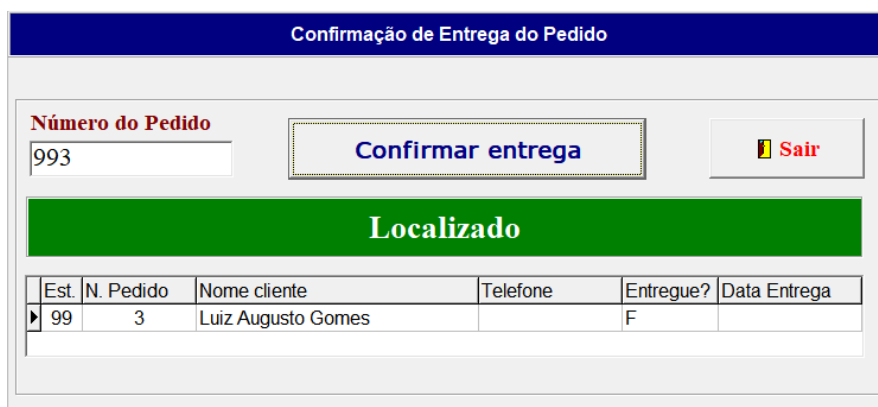 Confirmação de Entrega do Pedido
Número do Pedido
993
Confirmar entrega
Sair
Localizado
Est. N. Pedido Nome cliente Telefone Entregue? Data Entrega
99 3 Luiz Augusto Gomes F